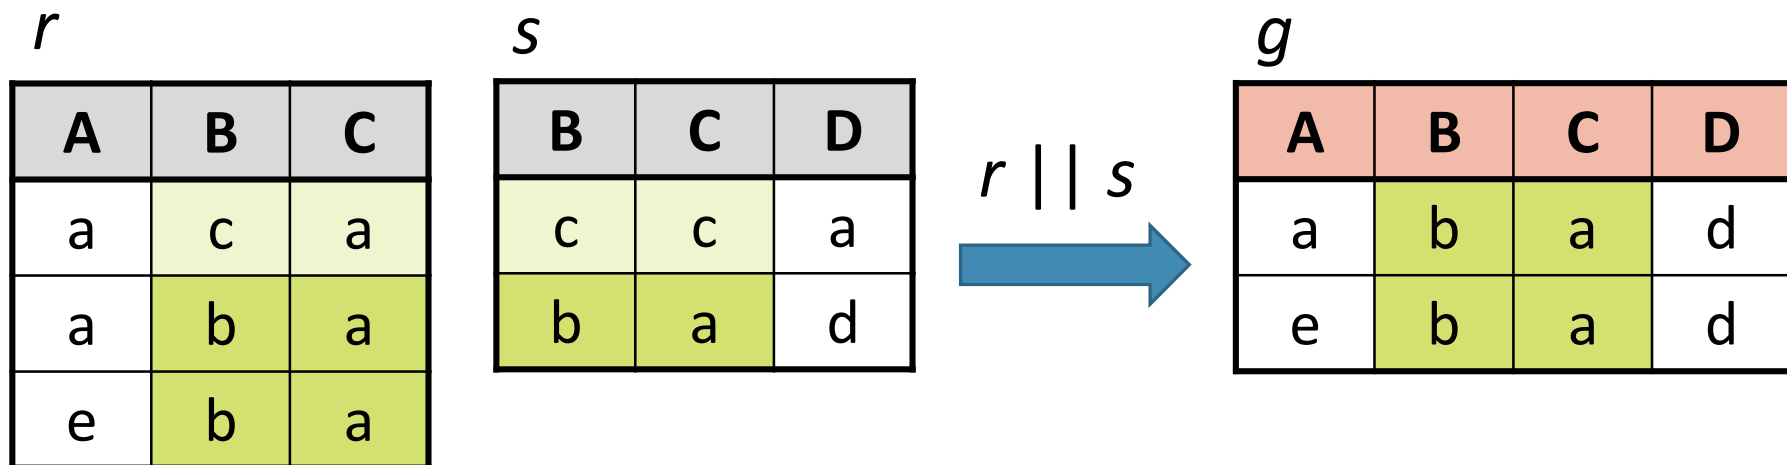 r
A B C
a c a
a b a
e b a
s
B C D
c c a
b a d
r || s
g
A B C D
a b a d
e b a d